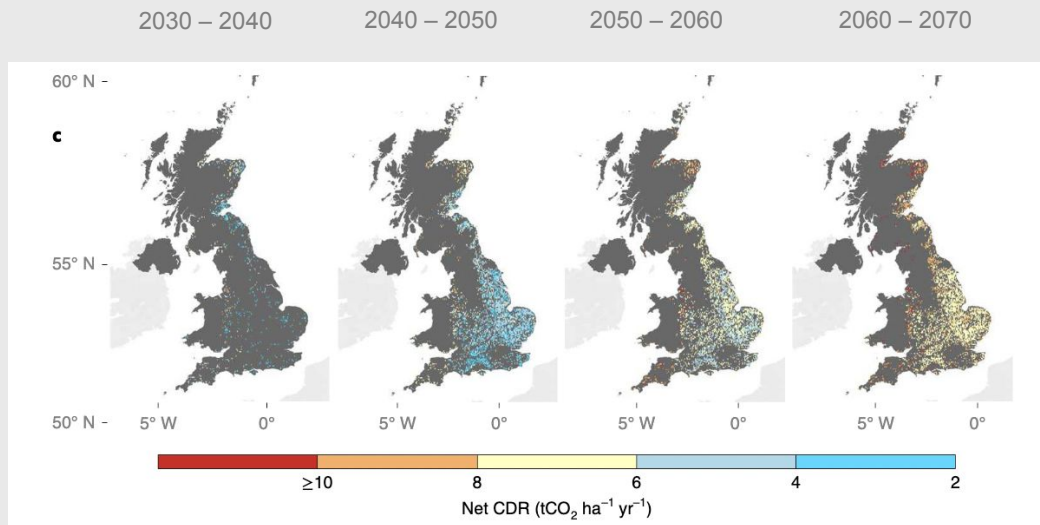 2030 – 2040 2040 – 2050 2050 – 2060 2060 – 2070
60° N
c
55° N
50° N
5° W 0° 5° W 0° 5° W 0° 5° W 0°
≥10 8 6 4 2
Net CDR (tCO₂ ha⁻¹ yr⁻¹)